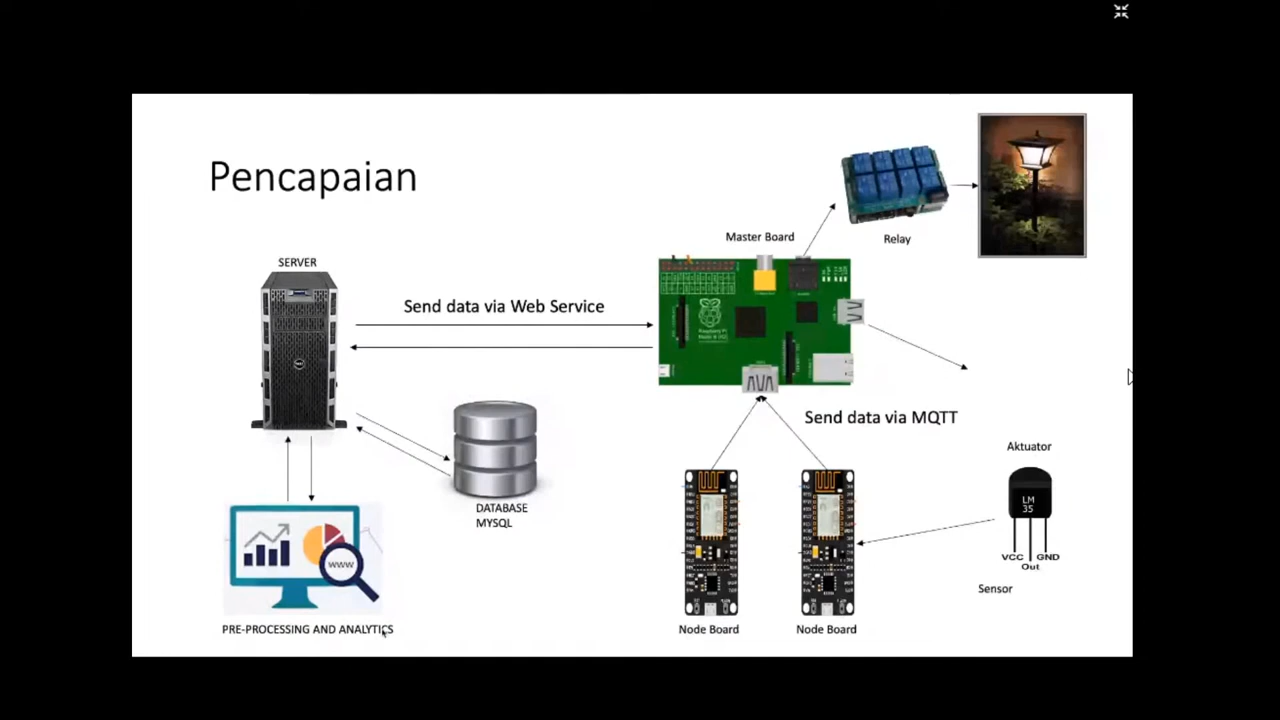 Pencapaian
Relay
Master Board
SERVER
Send data via Web Service
Send data via MQTT
Aktuator
LM
35
VCC
GND
Out
Sensor
DATABASE
MYSQL
WWW
PRE-PROCESSING AND ANALYTICS
Node Board
Node Board